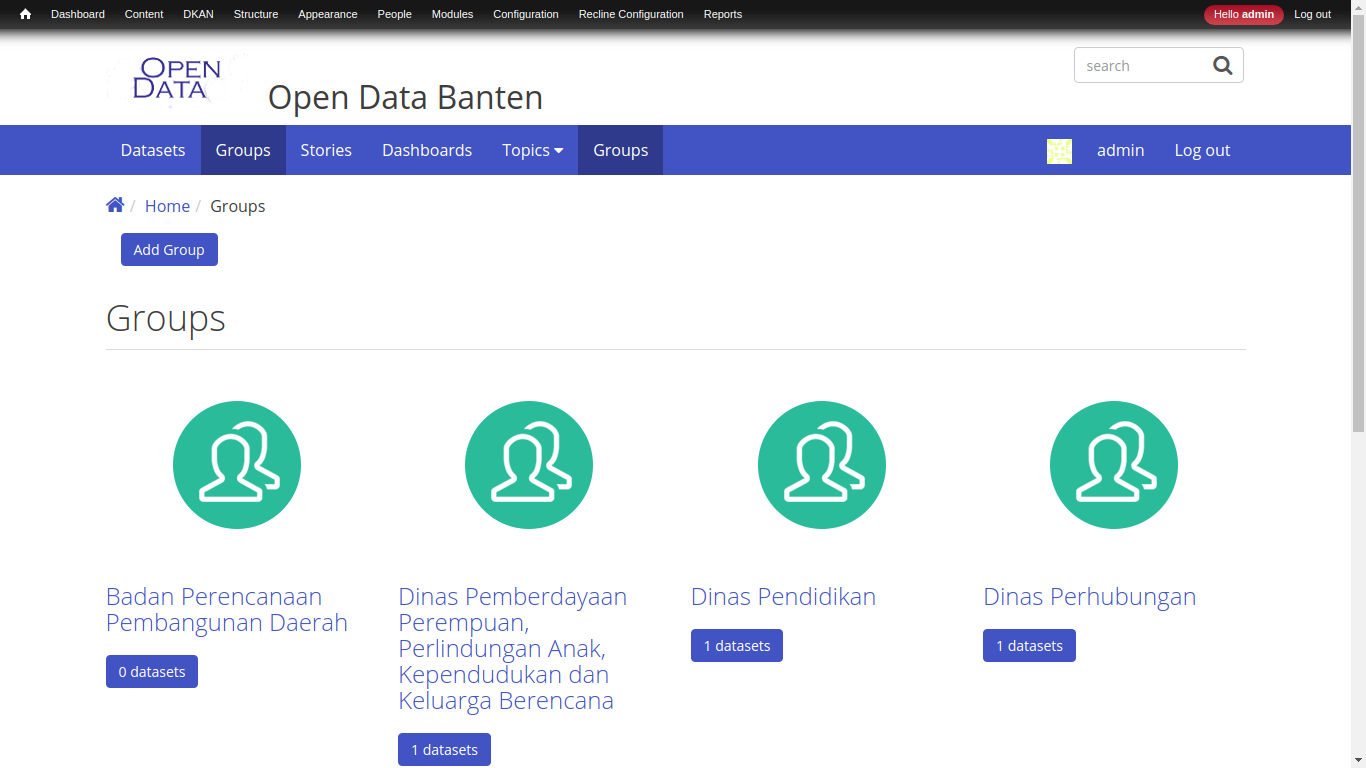 Dashboard Content DKAN Structure Appearance People Modules Configuration Recline Configuration Reports Hello admin Log out
OPEN
DATA
Open Data Banten
search
Datasets Groups Stories Dashboards Topics Groups admin Log out
/ Home / Groups
Add Group
Groups
Badan Perencanaan
Pembangunan Daerah
0 datasets
Dinas Pemberdayaan
Perempuan,
Perlindungan Anak,
Kependudukan dan
Keluarga Berencana
1 datasets
Dinas Pendidikan
1 datasets
Dinas Perhubungan
1 datasets